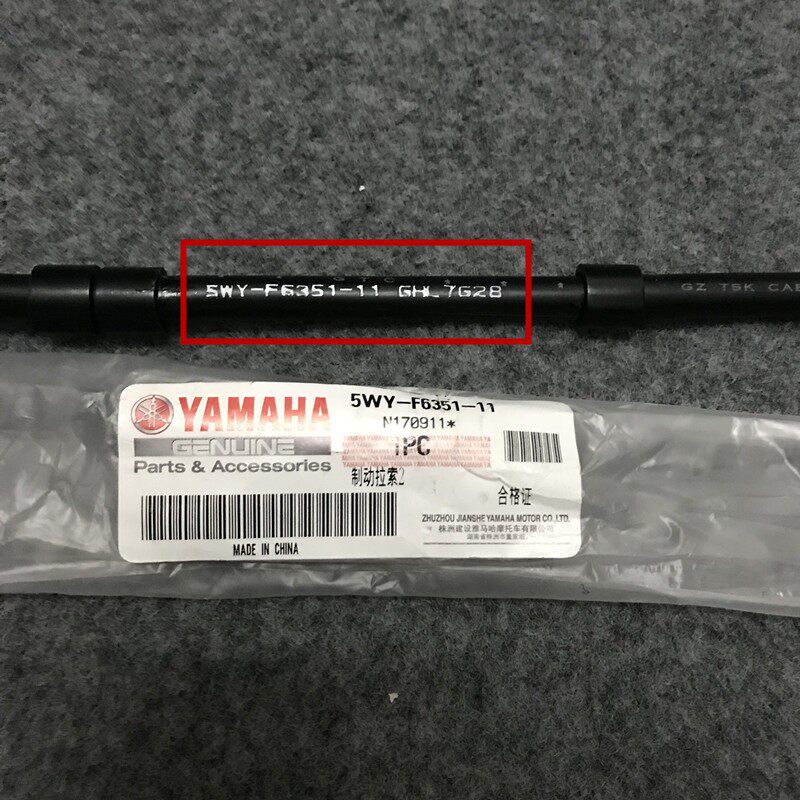 5WY-F6351-11 GHL7G28
GZ TSK CAB
YAMAHA
GENUINE
Parts & Accessories
MADE IN CHINA
5WY-F6351-11
N170911*
1PC
制动拉索2
合格证
ZHUZHOU JIANSHE YAMAHA MOTOR CO.,LTD.
株洲建设雅马哈摩托车有限公司